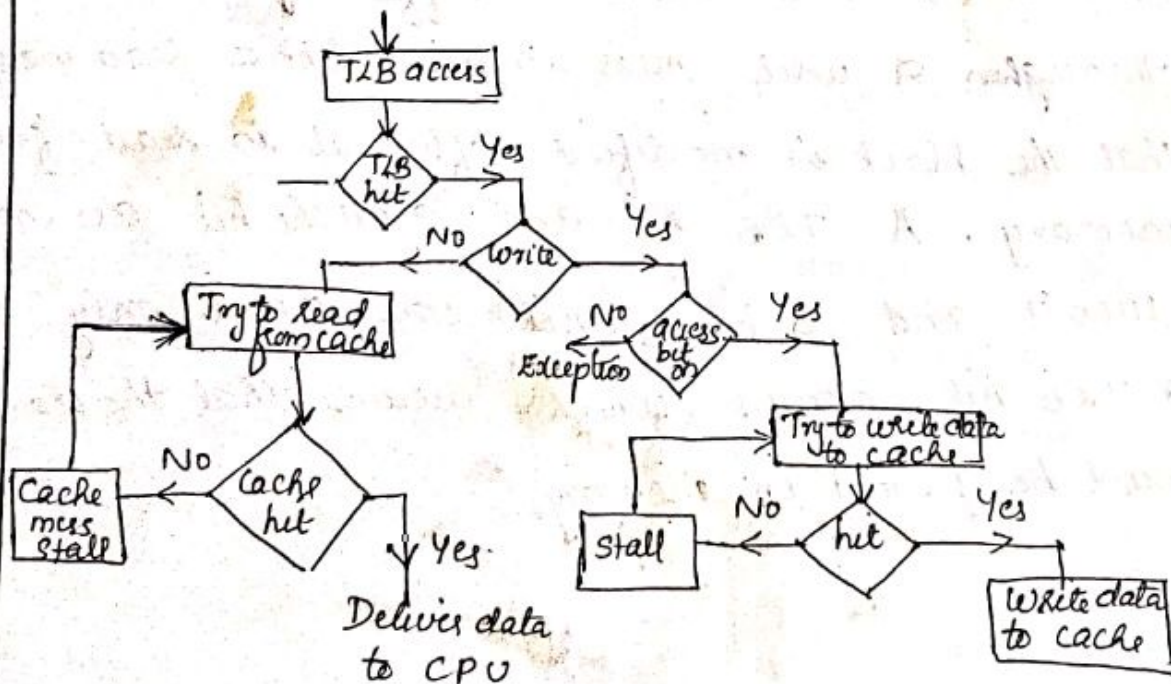 TLB access
TLB
hit
Yes
No
Write
Yes
Try to read
from cache
No
access
bit
on
Yes
Exception
Try to write data
to cache
Cache
miss
Stall
No
Cache
hit
Yes
Stall
No
hit
Yes
Deliver data
to CPU
Write data
to cache